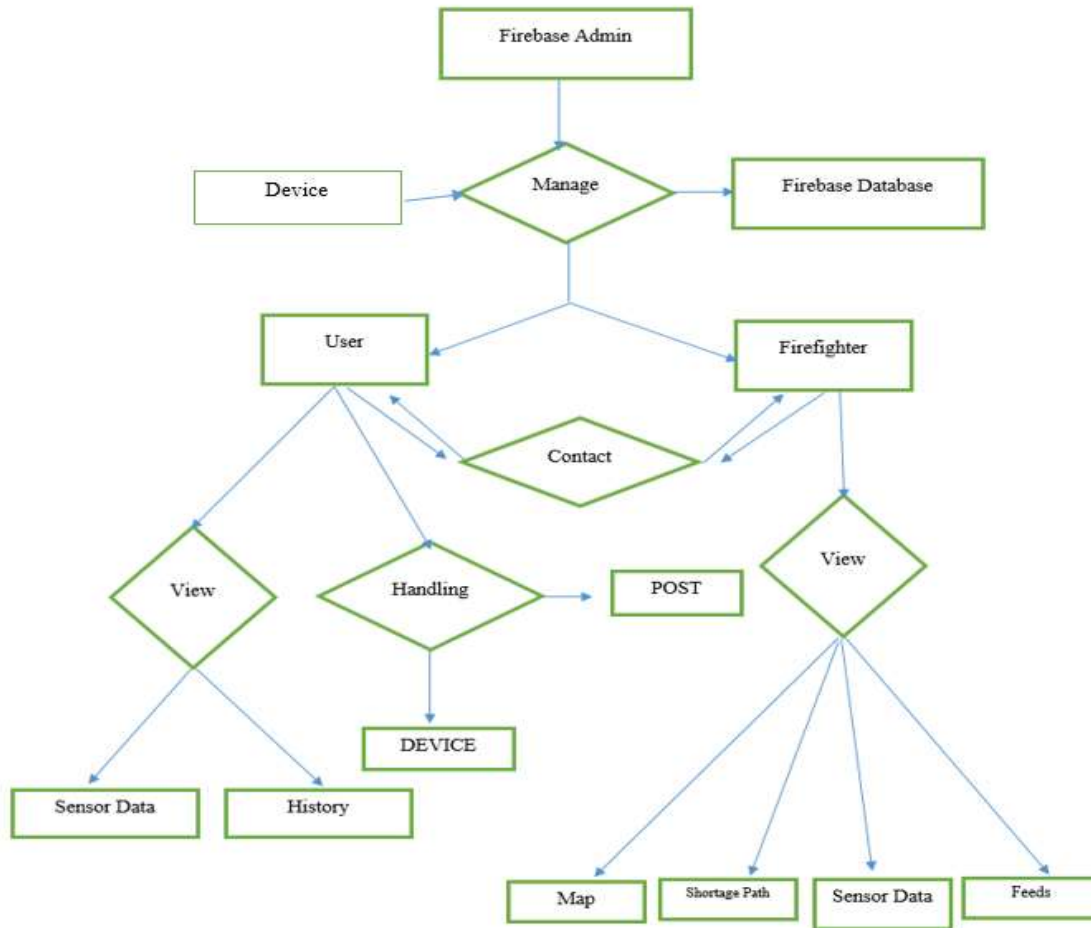 Firebase Admin
Manage
Device
Firebase Database
User
Firefighter
Contact
View
Handling
POST
View
DEVICE
Sensor Data
History
Map
Shortage Path
Sensor Data
Feeds